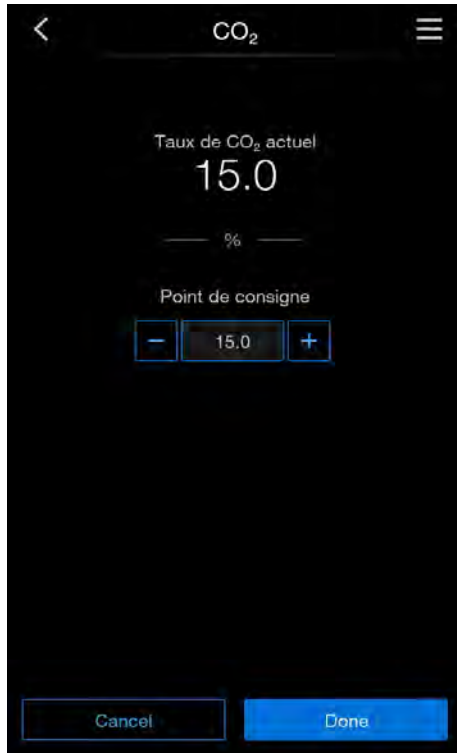 CO₂
Taux de CO₂ actuel
15.0
%
Point de consigne
− 15.0 +
Cancel Done